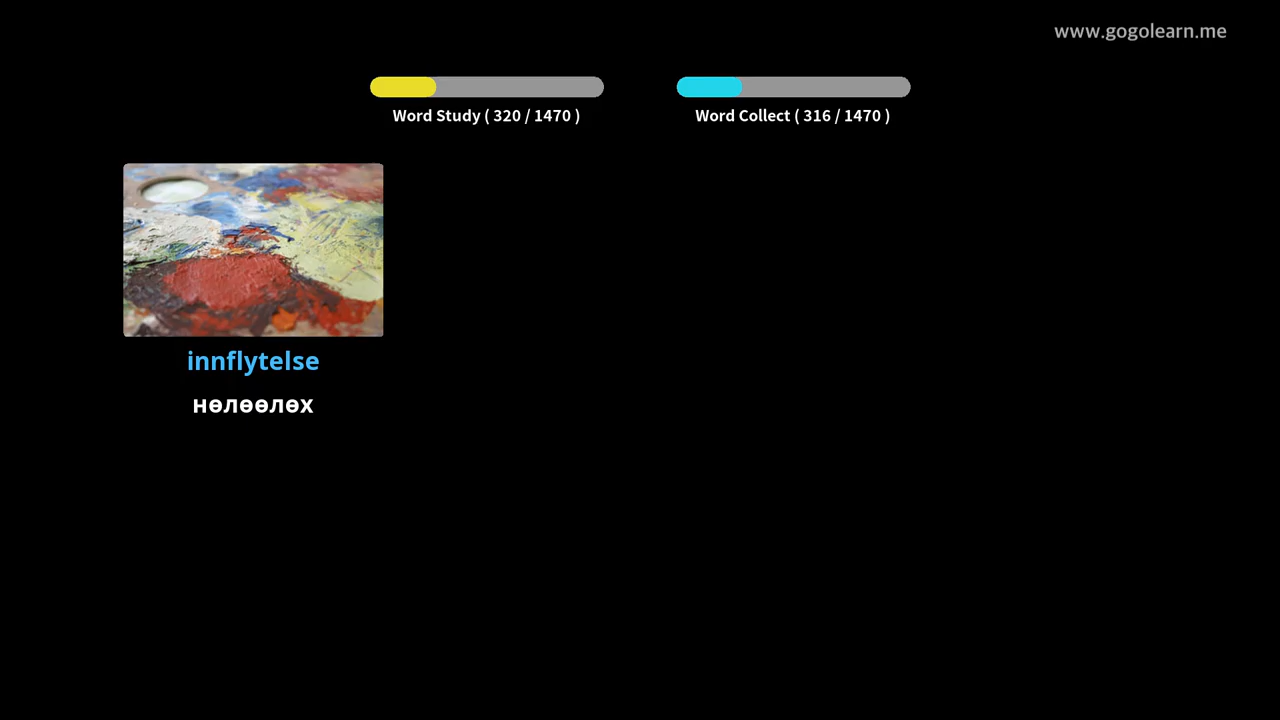 www.gogolearn.me
Word Study ( 320 / 1470 )
Word Collect ( 316 / 1470 )
innflytelse
нөлөөлөх